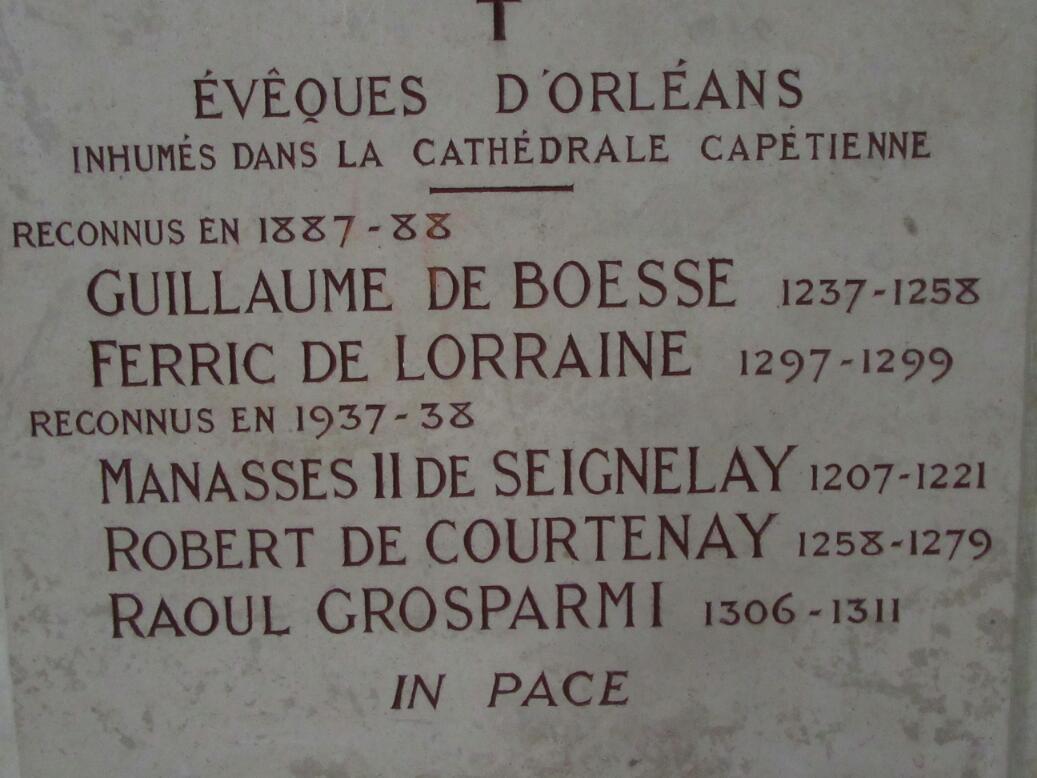 ÉVÊQUES D'ORLÉANS
INHUMÉS DANS LA CATHÉDRALE CAPÉTIENNE
RECONNUS EN 1887-88
GUILLAUME DE BOESSE 1237-1258
FERRIC DE LORRAINE 1297-1299
RECONNUS EN 1937-38
MANASSES II DE SEIGNELAY 1207-1221
ROBERT DE COURTENAY 1258-1279
RAOUL GROSPARMI 1306-1311
IN PACE